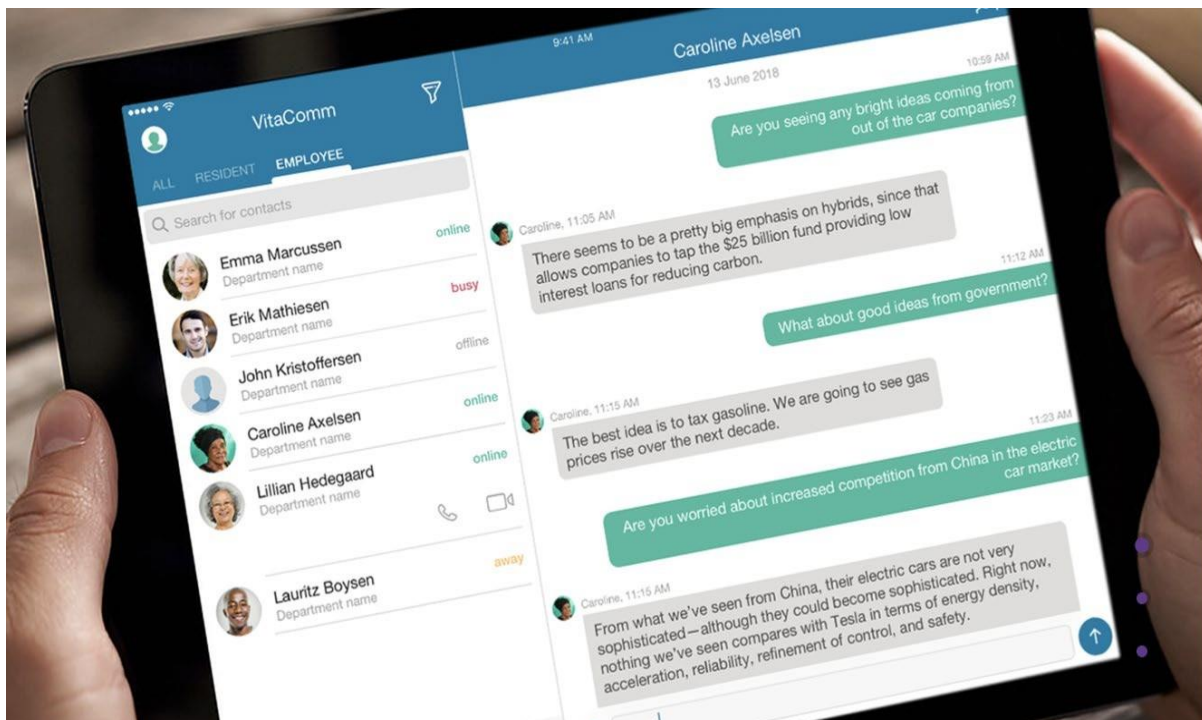 9:41 AM
VitaComm
ALL RESIDENT EMPLOYEE
Search for contacts
Emma Marcussen
Department name
online
Erik Mathiesen
Department name
busy
John Kristoffersen
Department name
offline
Caroline Axelsen
Department name
online
Lillian Hedegaard
Department name
online
Lauritz Boysen
Department name
away
Caroline Axelsen
13 June 2018
10:59 AM
Are you seeing any bright ideas coming from
out of the car companies?
Caroline, 11:05 AM
There seems to be a pretty big emphasis on hybrids, since that
allows companies to tap the $25 billion fund providing low
interest loans for reducing carbon.
11:12 AM
What about good ideas from government?
Caroline, 11:15 AM
The best idea is to tax gasoline. We are going to see gas
prices rise over the next decade.
11:23 AM
Are you worried about increased competition from China in the electric
car market?
Caroline, 11:15 AM
From what we've seen from China, their electric cars are not very
sophisticated—although they could become sophisticated. Right now,
nothing we've seen compares with Tesla in terms of energy density,
acceleration, reliability, refinement of control, and safety.